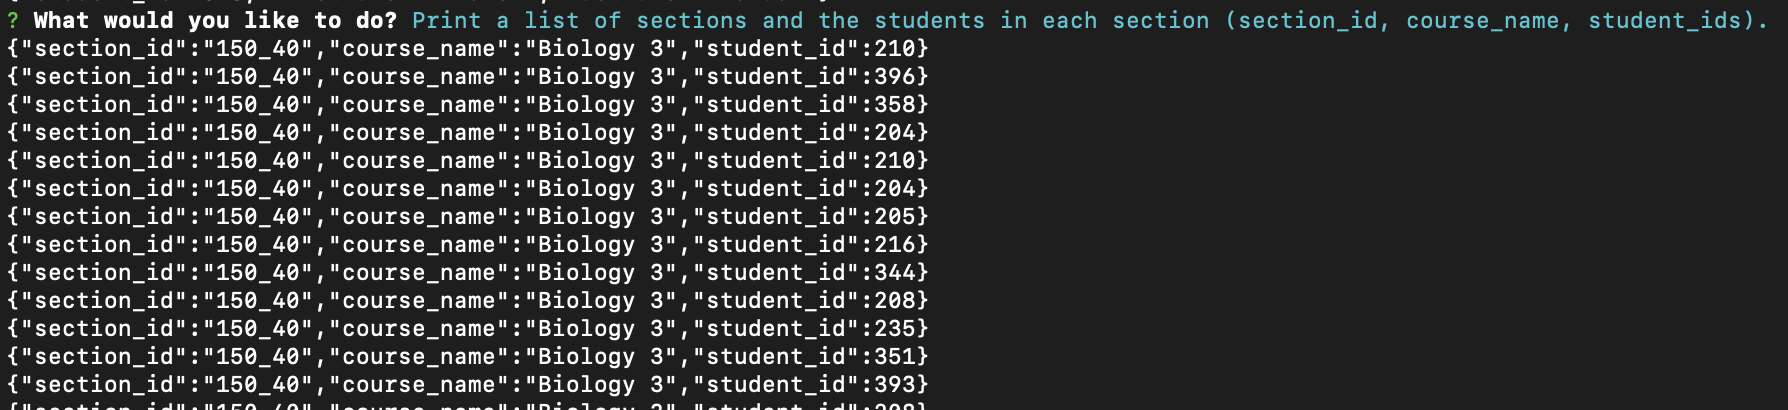 ? What would you like to do? Print a list of sections and the students in each section (section_id, course_name, student_ids).
{"section_id":"150_40","course_name":"Biology 3","student_id":210}
{"section_id":"150_40","course_name":"Biology 3","student_id":396}
{"section_id":"150_40","course_name":"Biology 3","student_id":358}
{"section_id":"150_40","course_name":"Biology 3","student_id":204}
{"section_id":"150_40","course_name":"Biology 3","student_id":210}
{"section_id":"150_40","course_name":"Biology 3","student_id":204}
{"section_id":"150_40","course_name":"Biology 3","student_id":205}
{"section_id":"150_40","course_name":"Biology 3","student_id":216}
{"section_id":"150_40","course_name":"Biology 3","student_id":344}
{"section_id":"150_40","course_name":"Biology 3","student_id":208}
{"section_id":"150_40","course_name":"Biology 3","student_id":235}
{"section_id":"150_40","course_name":"Biology 3","student_id":351}
{"section_id":"150_40","course_name":"Biology 3","student_id":393}